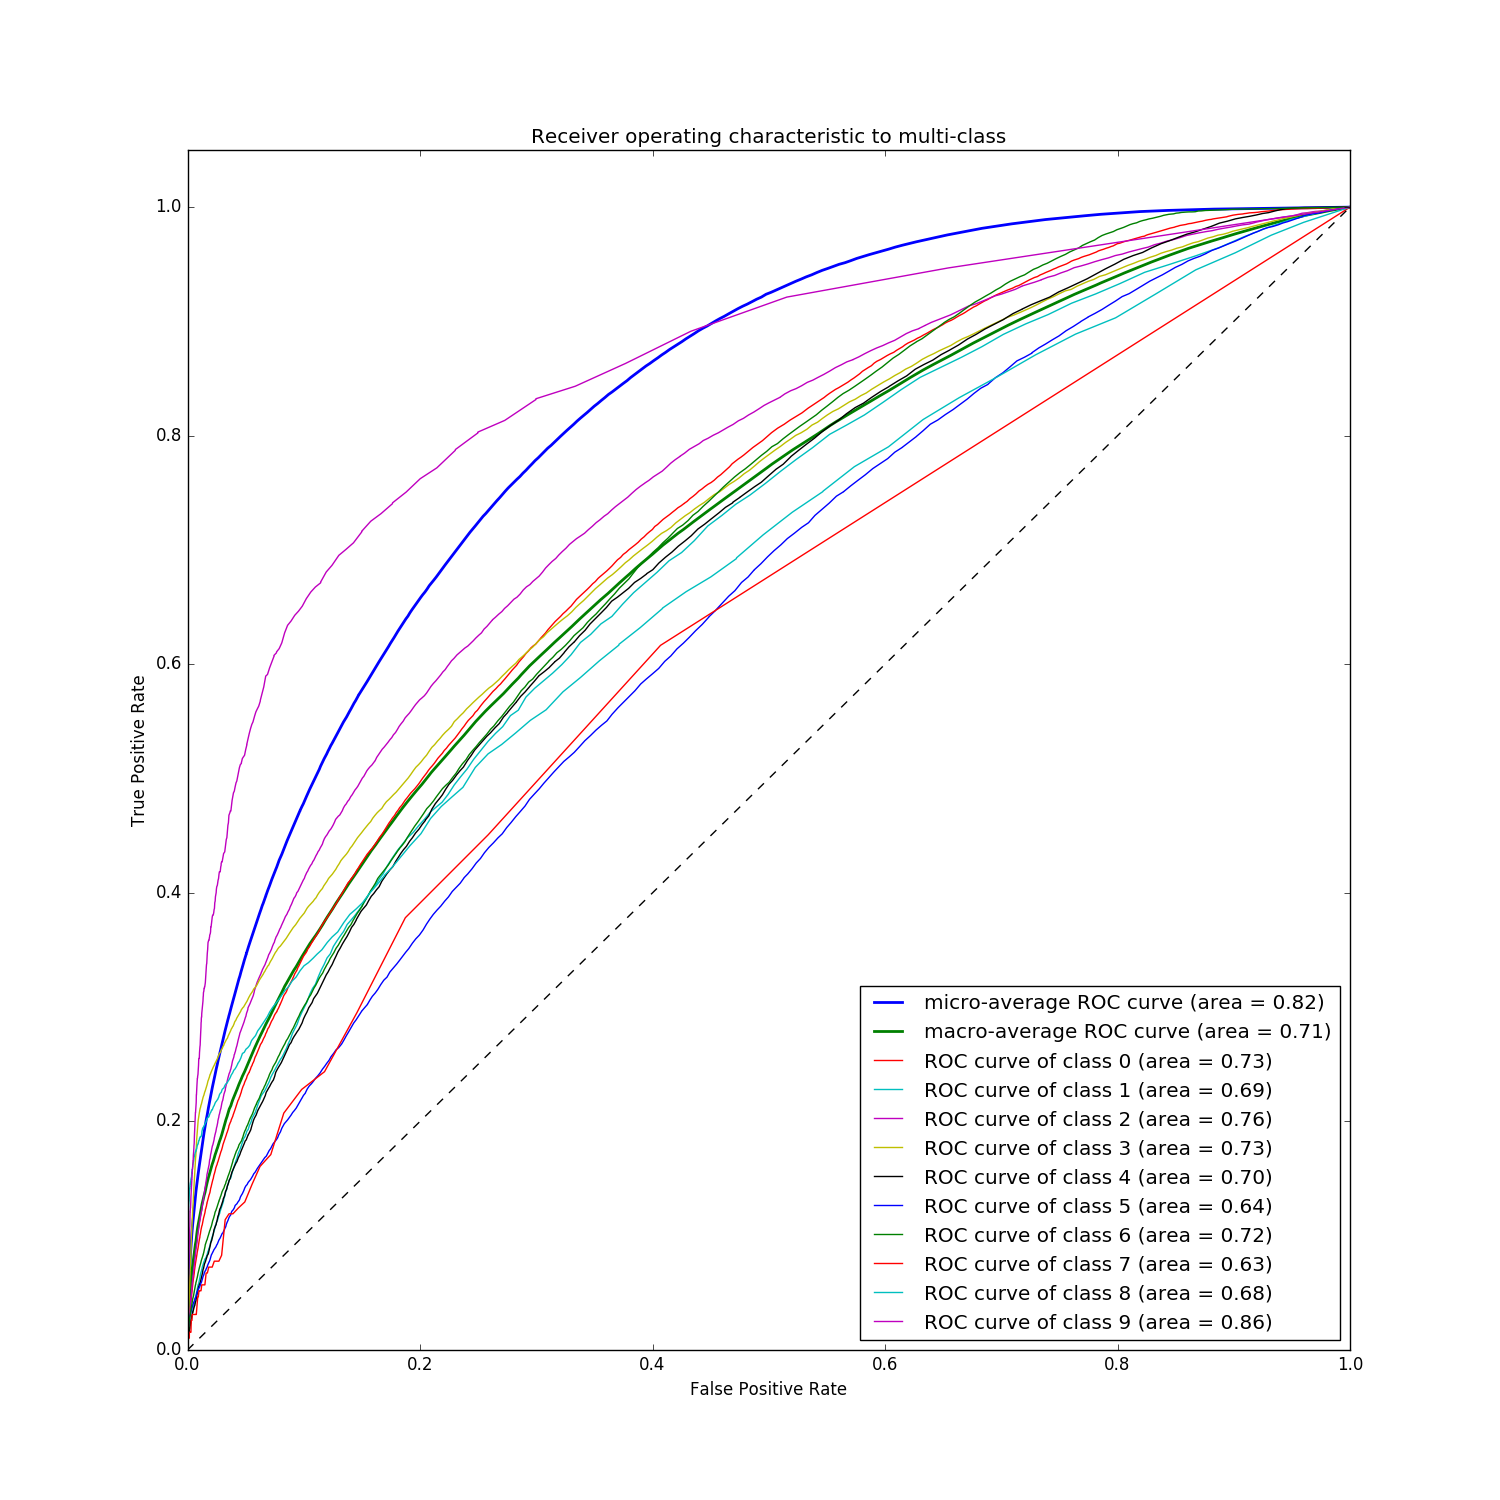 Receiver operating characteristic to multi-class
1.0
0.8
0.6
0.4
0.2
0.0
True Positive Rate
micro-average ROC curve (area = 0.82)
macro-average ROC curve (area = 0.71)
ROC curve of class 0 (area = 0.73)
ROC curve of class 1 (area = 0.69)
ROC curve of class 2 (area = 0.76)
ROC curve of class 3 (area = 0.73)
ROC curve of class 4 (area = 0.70)
ROC curve of class 5 (area = 0.64)
ROC curve of class 6 (area = 0.72)
ROC curve of class 7 (area = 0.63)
ROC curve of class 8 (area = 0.68)
ROC curve of class 9 (area = 0.86)
0.0 0.2 0.4 0.6 0.8 1.0
False Positive Rate